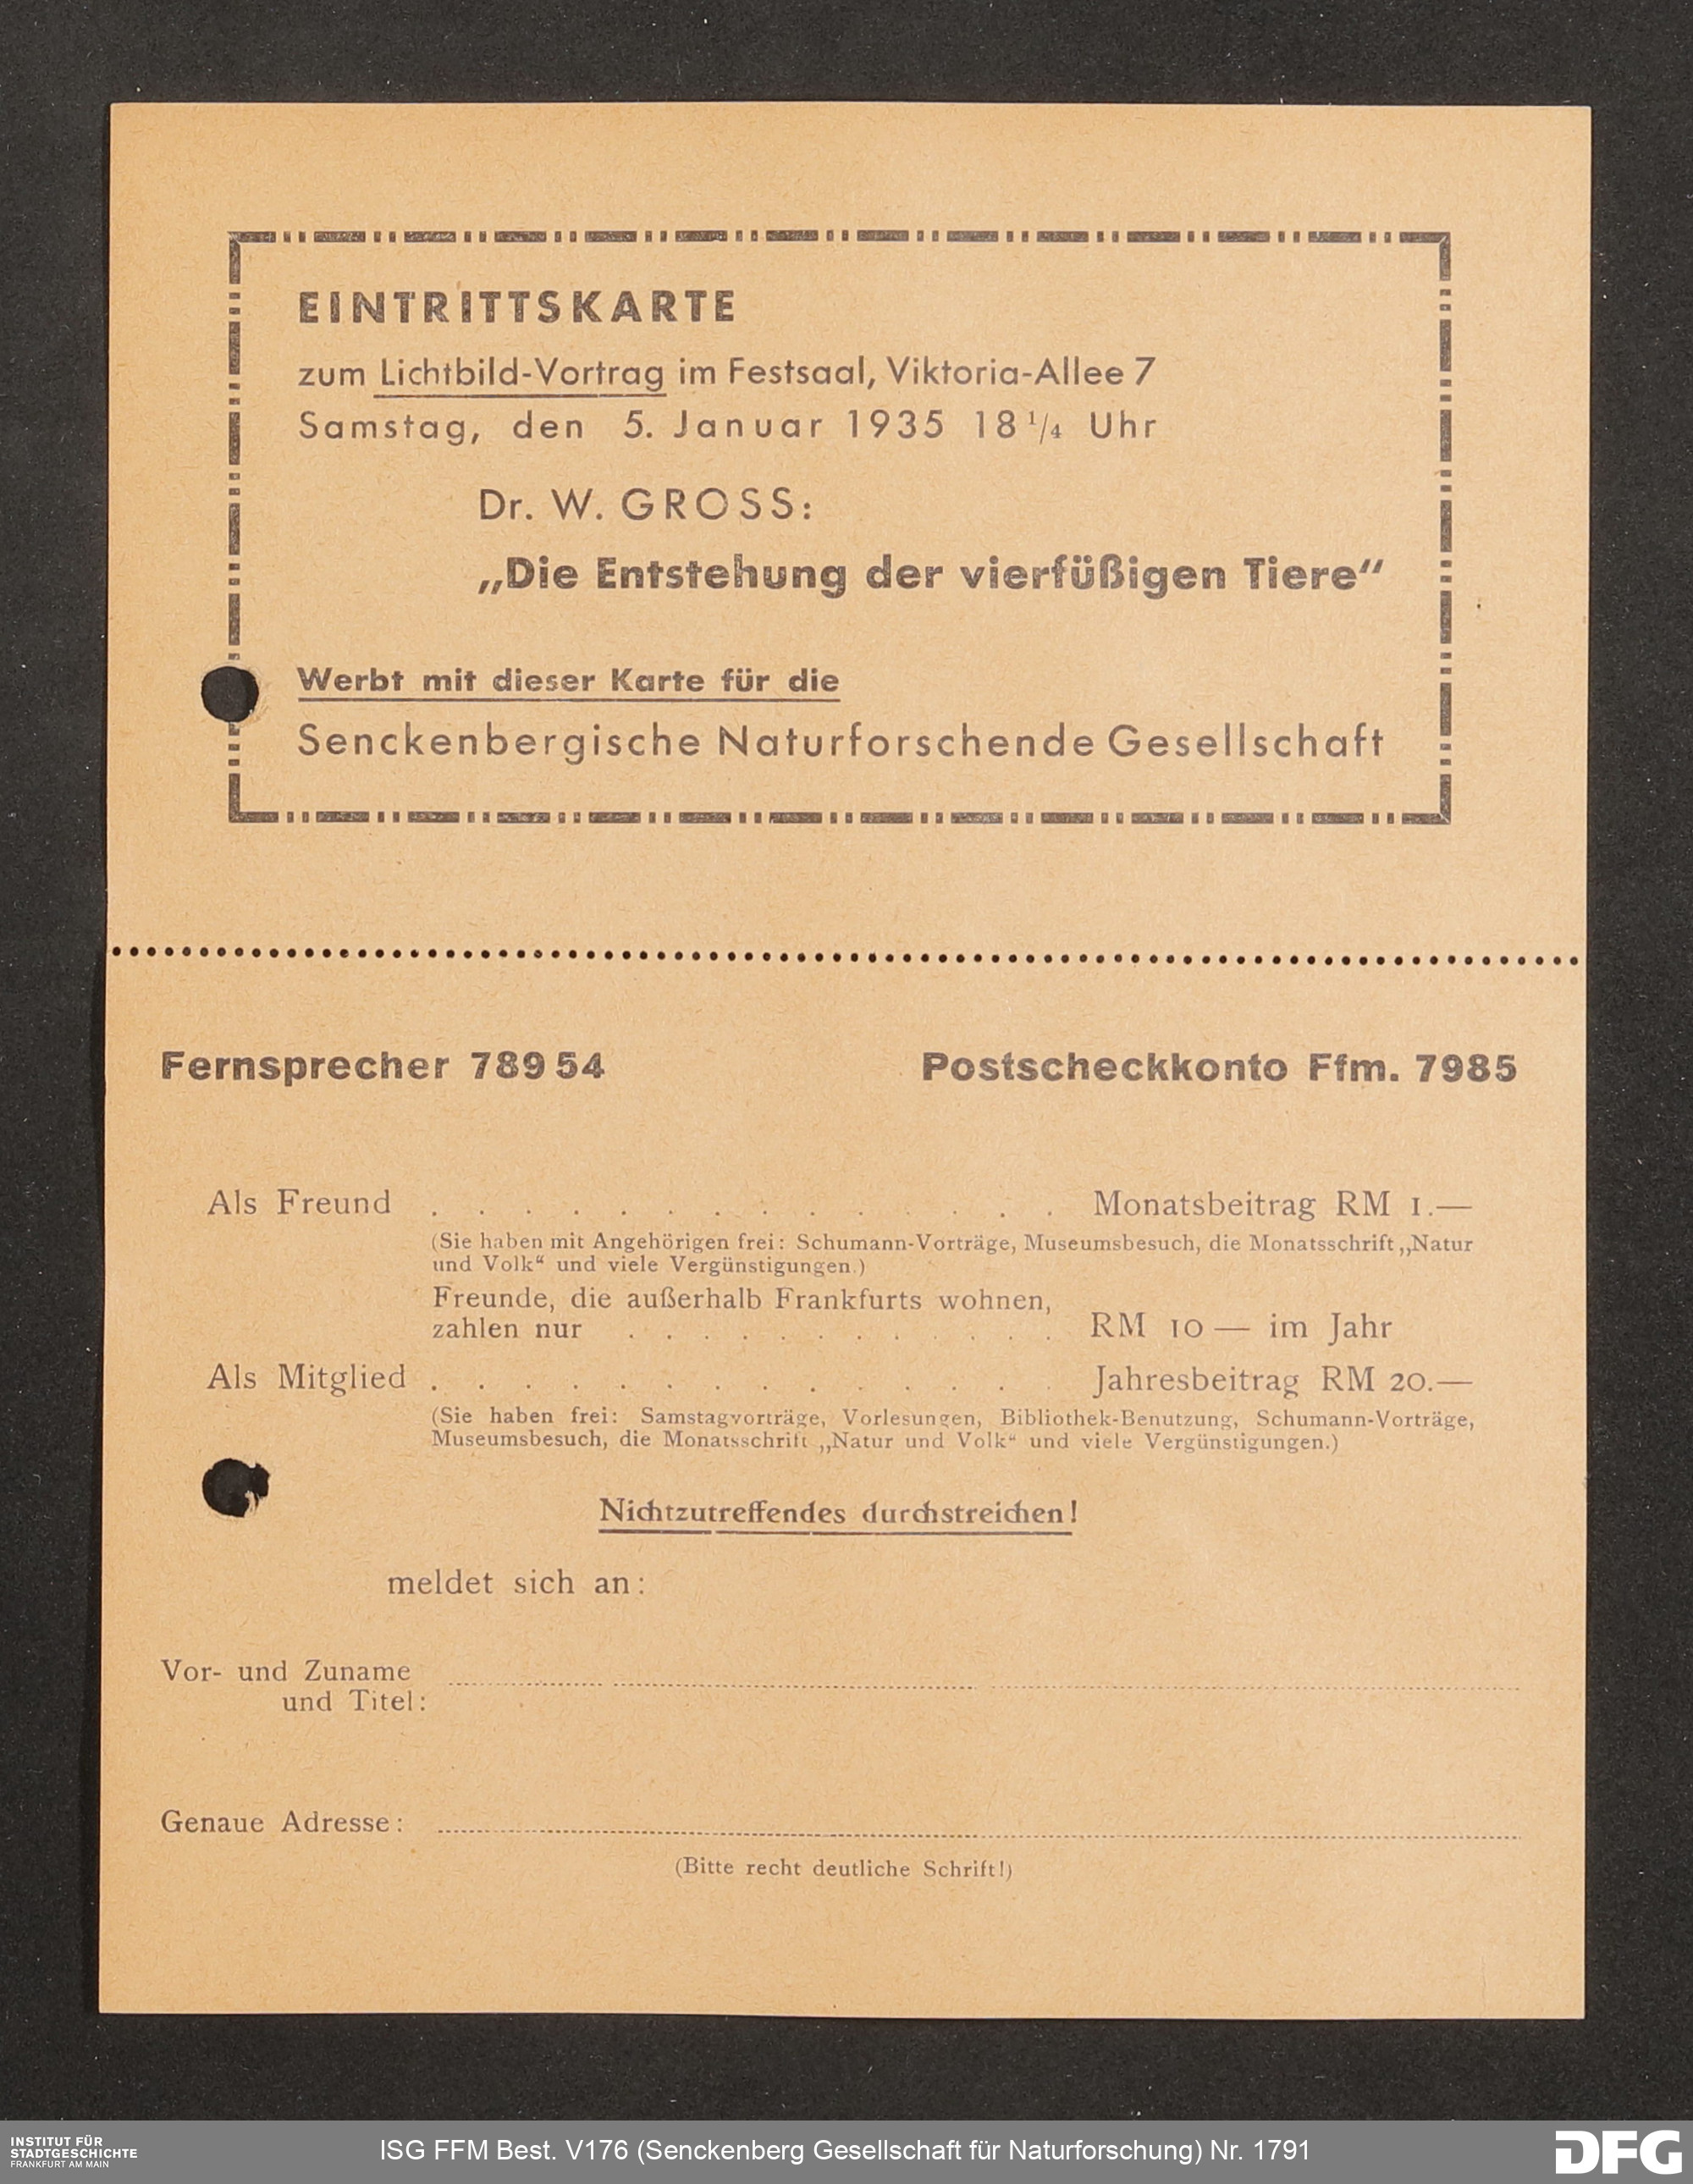 EINTRITTSKARTE
zum Lichtbild-Vortrag im Festsaal, Viktoria-Allee 7
Samstag, den 5. Januar 1935 18 1/4 Uhr
Dr. W. GROSS:
„Die Entstehung der vierfüßigen Tiere“
Werbt mit dieser Karte für die
Senckenbergische Naturforschende Gesellschaft
Fernsprecher 78954 Postscheckkonto Ffm. 7985
Als Freund . . . . . . . . . . . . . . Monatsbeitrag RM 1.—
(Sie haben mit Angehörigen frei: Schumann-Vorträge, Museumsbesuch, die Monatsschrift „Natur
und Volk“ und viele Vergünstigungen.)
Freunde, die außerhalb Frankfurts wohnen,
zahlen nur . . . . . . . . . . . . RM 10 — im Jahr
Als Mitglied . . . . . . . . . . . . . . Jahresbeitrag RM 20.—
(Sie haben frei: Samstagvorträge, Vorlesungen, Bibliothek-Benutzung, Schumann-Vorträge,
Museumsbesuch, die Monatsschrift „Natur und Volk“ und viele Vergünstigungen.)
Nichtzutreffendes durchstreichen!
meldet sich an:
Vor- und Zuname
und Titel:
Genaue Adresse:
(Bitte recht deutliche Schrift!)
INSTITUT FÜR
STADTGESCHICHTE
FRANKFURT AM MAIN
ISG FFM Best. V176 (Senckenberg Gesellschaft für Naturforschung) Nr. 1791
DFG